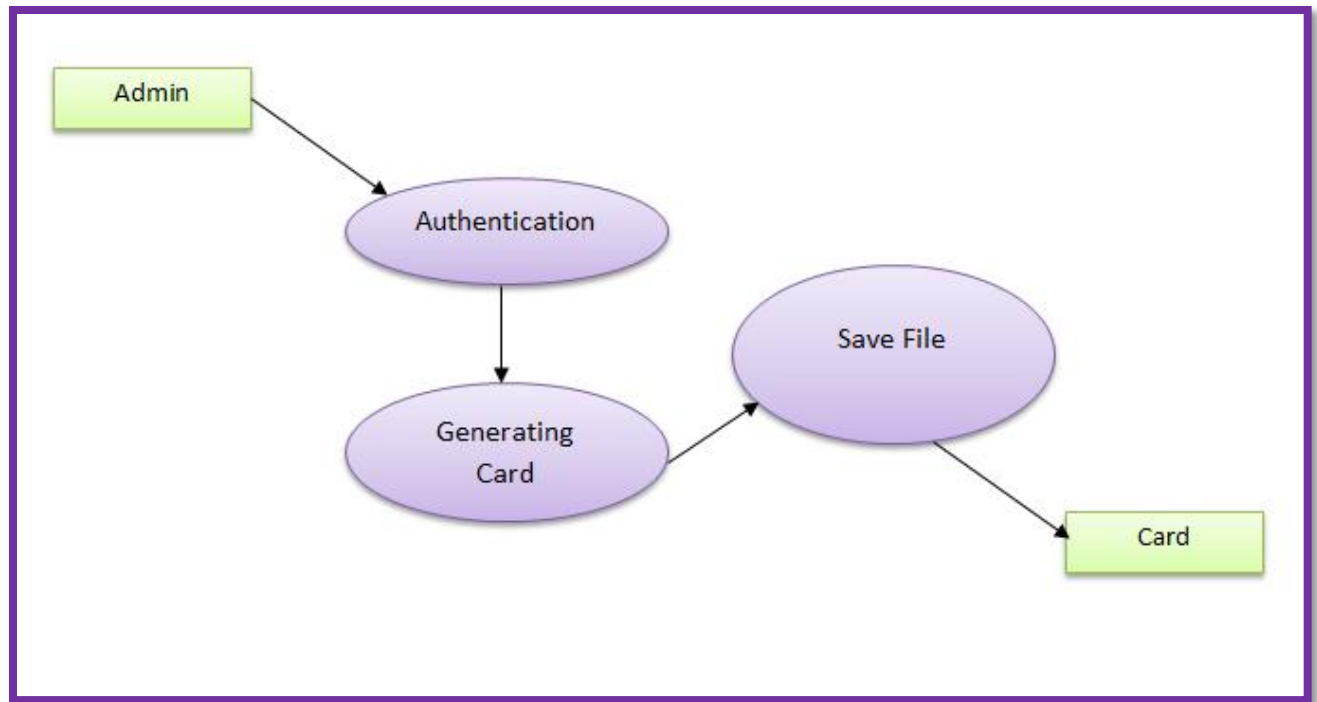 Admin
Authentication
Save File
Generating
Card
Card